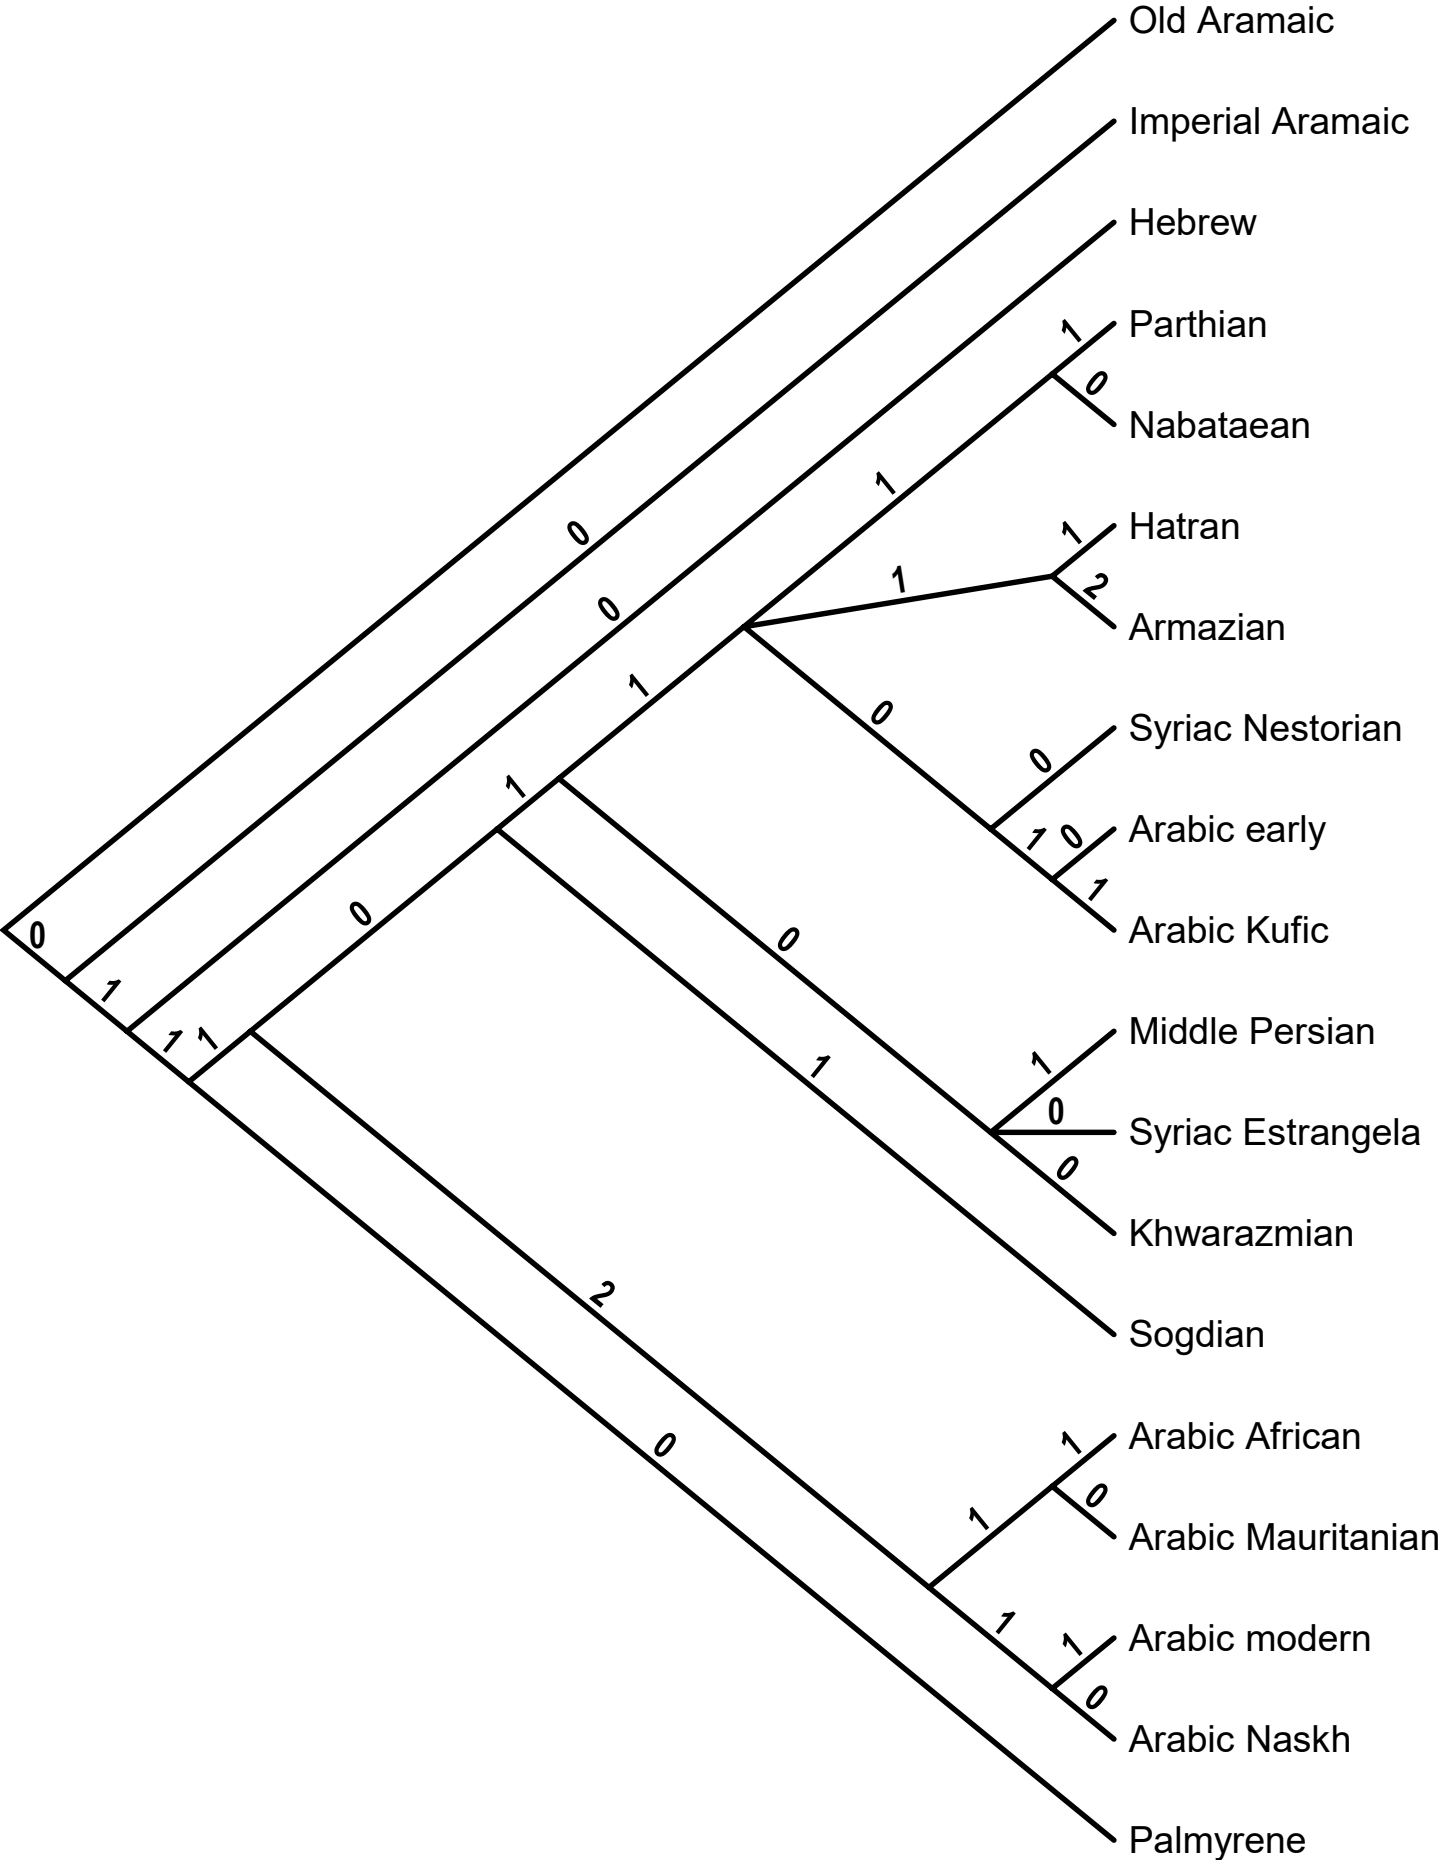 Old Aramaic
Imperial Aramaic
Hebrew
1 Parthian
0
Nabataean
1
0 1 Hatran
1 2
0 Armazian
1
0 0 Syriac Nestorian
1
1 0 Arabic early
1
0 0 Arabic Kufic
0
1 1 1 1 Middle Persian
1 0 Syriac Estrangela
0
Khwarazmian
2
Sogdian
0 1 Arabic African
1 0
Arabic Mauritanian
1 1 Arabic modern
0
Arabic Naskh
Palmyrene